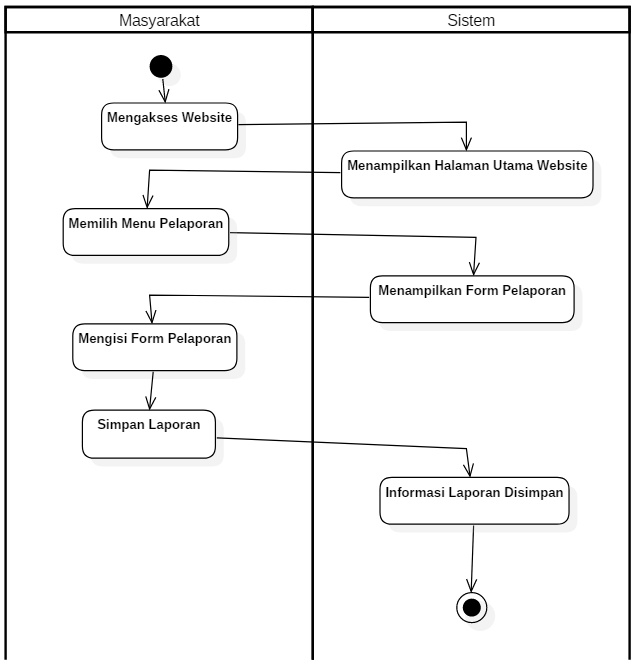 Masyarakat
Sistem
Mengakses Website
Menampilkan Halaman Utama Website
Memilih Menu Pelaporan
Menampilkan Form Pelaporan
Mengisi Form Pelaporan
Simpan Laporan
Informasi Laporan Disimpan